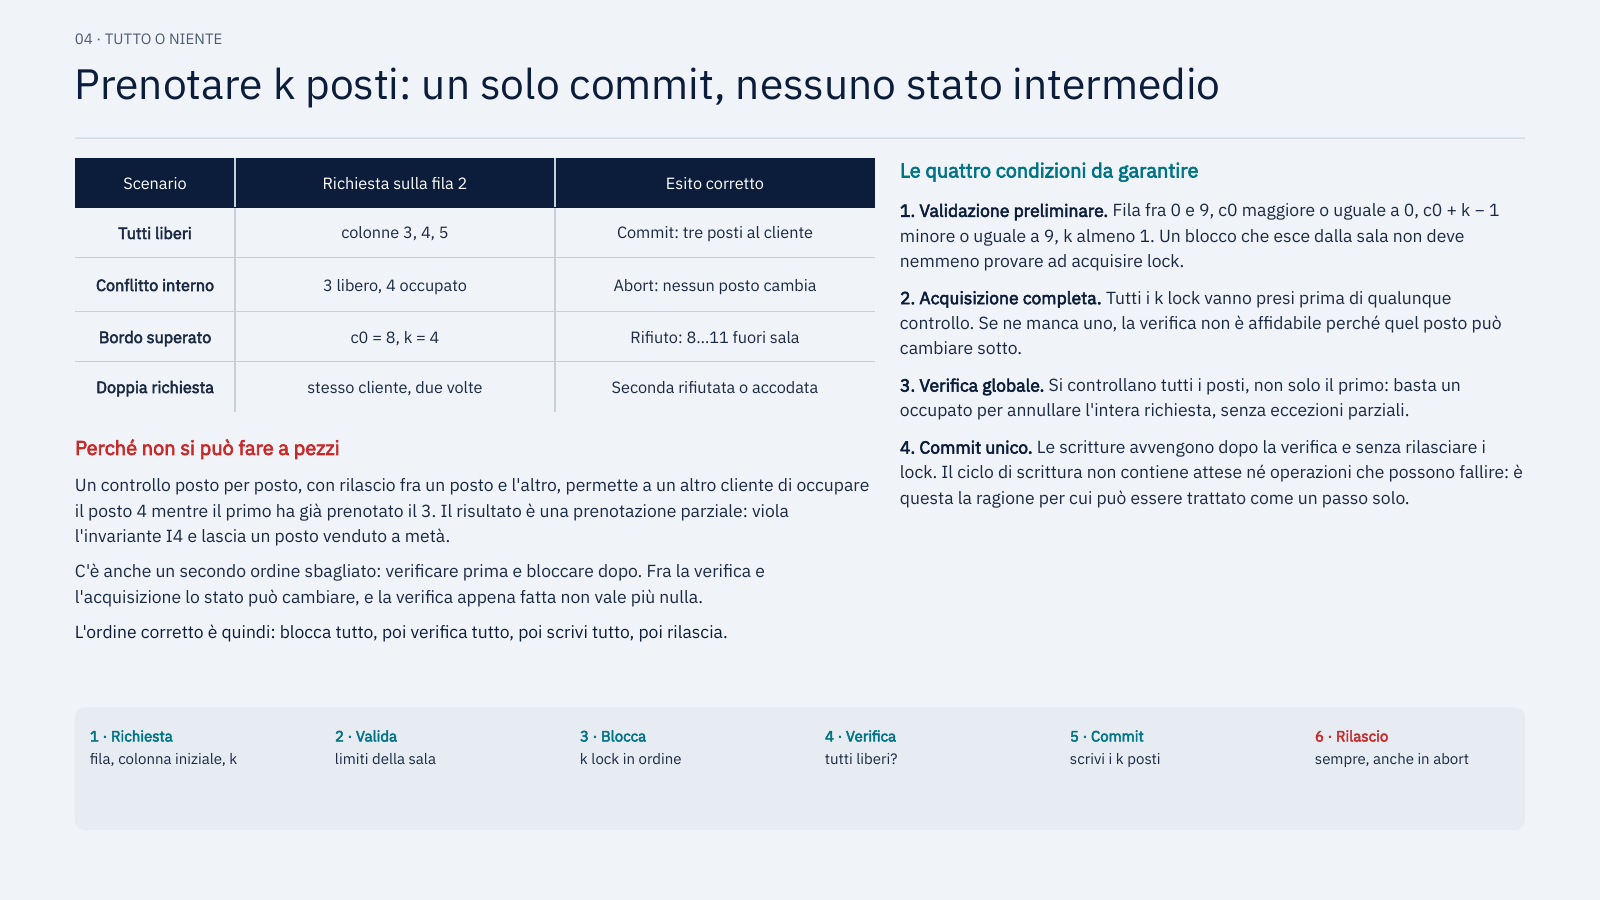 04 · TUTTO O NIENTE
Prenotare k posti: un solo commit, nessuno stato intermedio
Scenario
Richiesta sulla fila 2
Esito corretto
Tutti liberi
colonne 3, 4, 5
Commit: tre posti al cliente
Conflitto interno
3 libero, 4 occupato
Abort: nessun posto cambia
Bordo superato
c0 = 8, k = 4
Rifiuto: 8…11 fuori sala
Doppia richiesta
stesso cliente, due volte
Seconda rifiutata o accodata
Perché non si può fare a pezzi
Un controllo posto per posto, con rilascio fra un posto e l'altro, permette a un altro cliente di occupare
il posto 4 mentre il primo ha già prenotato il 3. Il risultato è una prenotazione parziale: viola
l'invariante I4 e lascia un posto venduto a metà.
C'è anche un secondo ordine sbagliato: verificare prima e bloccare dopo. Fra la verifica e
l'acquisizione lo stato può cambiare, e la verifica appena fatta non vale più nulla.
L'ordine corretto è quindi: blocca tutto, poi verifica tutto, poi scrivi tutto, poi rilascia.
Le quattro condizioni da garantire
1. Validazione preliminare. Fila fra 0 e 9, c0 maggiore o uguale a 0, c0 + k − 1
minore o uguale a 9, k almeno 1. Un blocco che esce dalla sala non deve
nemmeno provare ad acquisire lock.
2. Acquisizione completa. Tutti i k lock vanno presi prima di qualunque
controllo. Se ne manca uno, la verifica non è affidabile perché quel posto può
cambiare sotto.
3. Verifica globale. Si controllano tutti i posti, non solo il primo: basta un
occupato per annullare l'intera richiesta, senza eccezioni parziali.
4. Commit unico. Le scritture avvengono dopo la verifica e senza rilasciare i
lock. Il ciclo di scrittura non contiene attese né operazioni che possono fallire: è
questa la ragione per cui può essere trattato come un passo solo.
1 · Richiesta
fila, colonna iniziale, k
2 · Valida
limiti della sala
3 · Blocca
k lock in ordine
4 · Verifica
tutti liberi?
5 · Commit
scrivi i k posti
6 · Rilascio
sempre, anche in abort